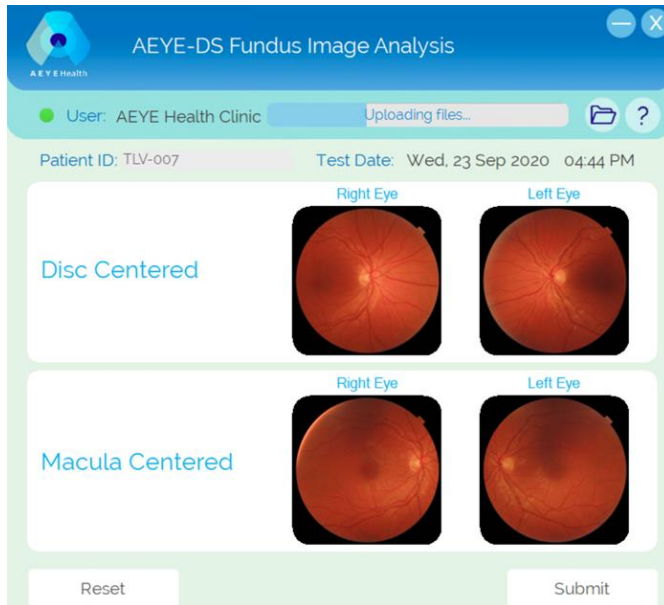 AEYE-DS Fundus Image Analysis
AEYE Health
User: AEYE Health Clinic Uploading files... ?
Patient ID: TLV-007 Test Date: Wed, 23 Sep 2020 04:44 PM
Right Eye Left Eye
Disc Centered
Right Eye Left Eye
Macula Centered
Reset Submit